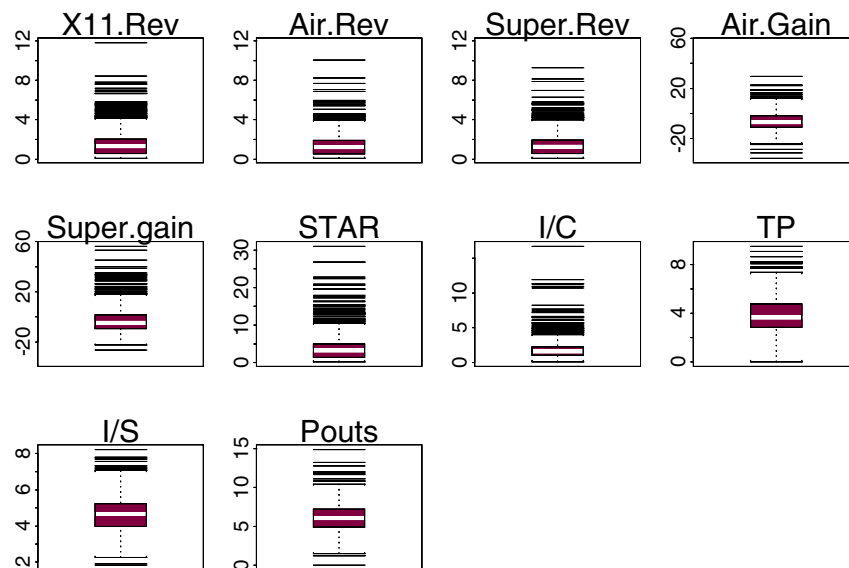 X11.Rev Air.Rev Super.Rev Air.Gain
12 8 4 0
12 8 4 0
12 8 4 0
60 20 -20
Super.gain STAR I/C TP
60 20 -20
30 20 10 0
10 5 0
8 4 0
I/S Pouts
8 6 4 2
15 10 5 0